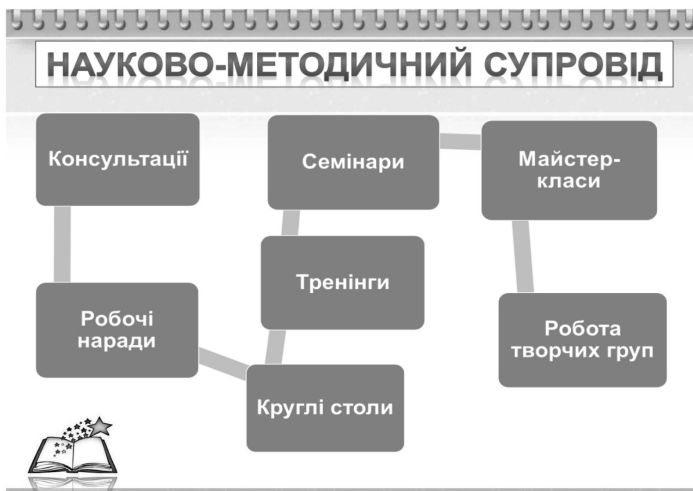 НАУКОВО-МЕТОДИЧНИЙ СУПРОВІД
Консультації
Робочі
наради
Круглі столи
Тренінги
Семінари
Майстер-
класи
Робота
творчих груп